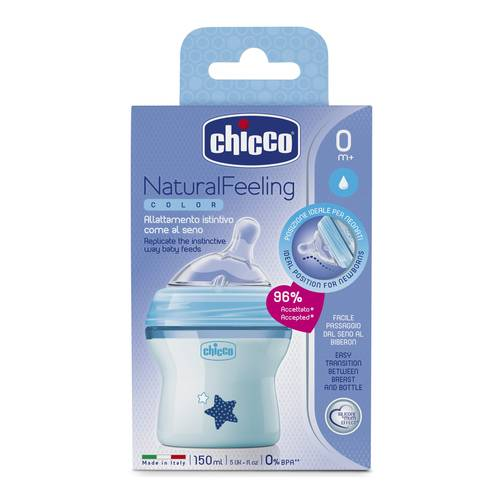 chicco
0
m+
NaturalFeeling
COLOR
Allattamento istintivo
come al seno
Replicate the instinctive
way baby feeds
POSIZIONE IDEALE PER NEONATI
IDEAL POSITION FOR NEWBORNS
96%
Accettato+
Accepted+
chicco
FACILE
PASSAGGIO
DAL SENO AL
BIBERON
EASY
TRANSITION
BETWEEN
BREAST
AND BOTTLE
Made in Italy
150ml
0% BPA**